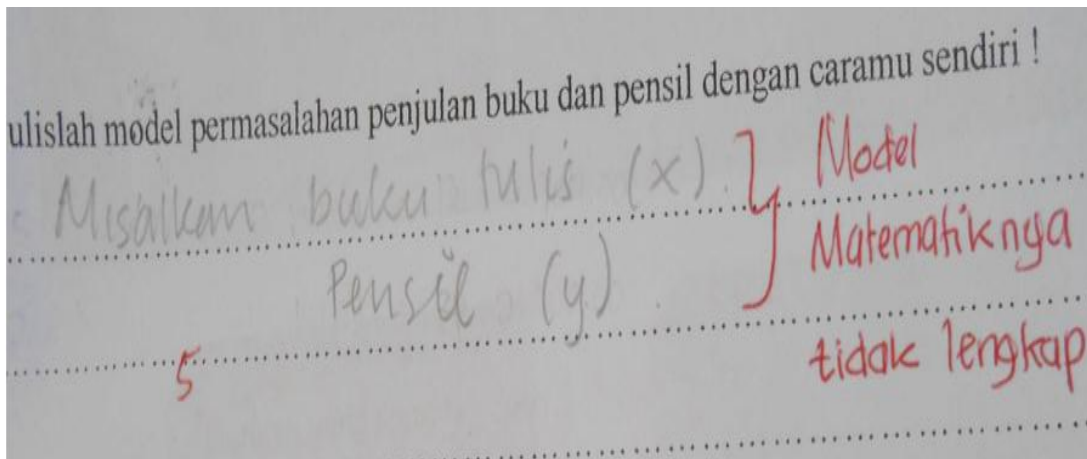 ulislah model permasalahan penjulan buku dan pensil dengan caramu sendiri !
Misalkan buku tulis (x). Model
Matematiknya
Pensil (y).
tidak lengkap
5